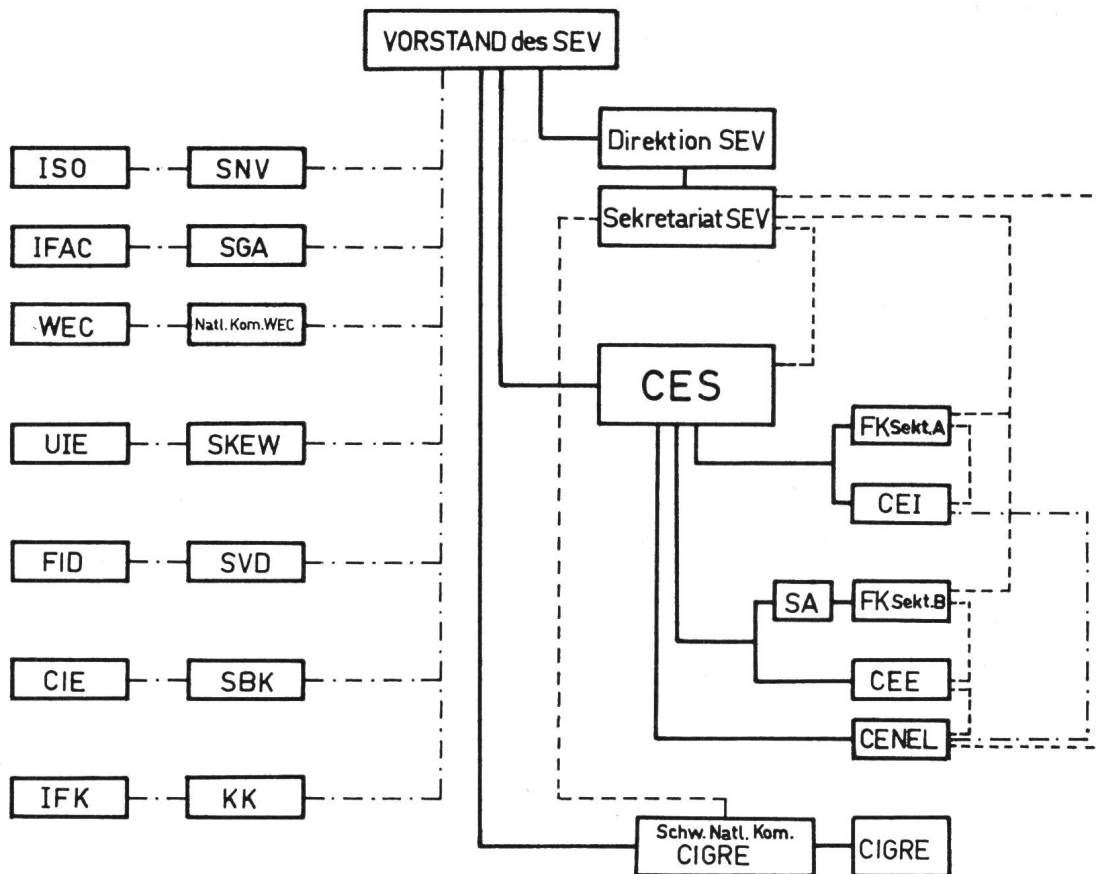 VORSTAND des SEV
Direktion SEV
ISO
SNV
Sekretariat SEV
IFAC
SGA
WEC
Natl. Kom. WEC
CES
FK Sekt. A
UIE
SKEW
CEI
FID
SVD
SA
FK Sekt. B
CIE
SBK
CEE
CENEL
IFK
KK
Schw. Natl. Kom.
CIGRE
CIGRE